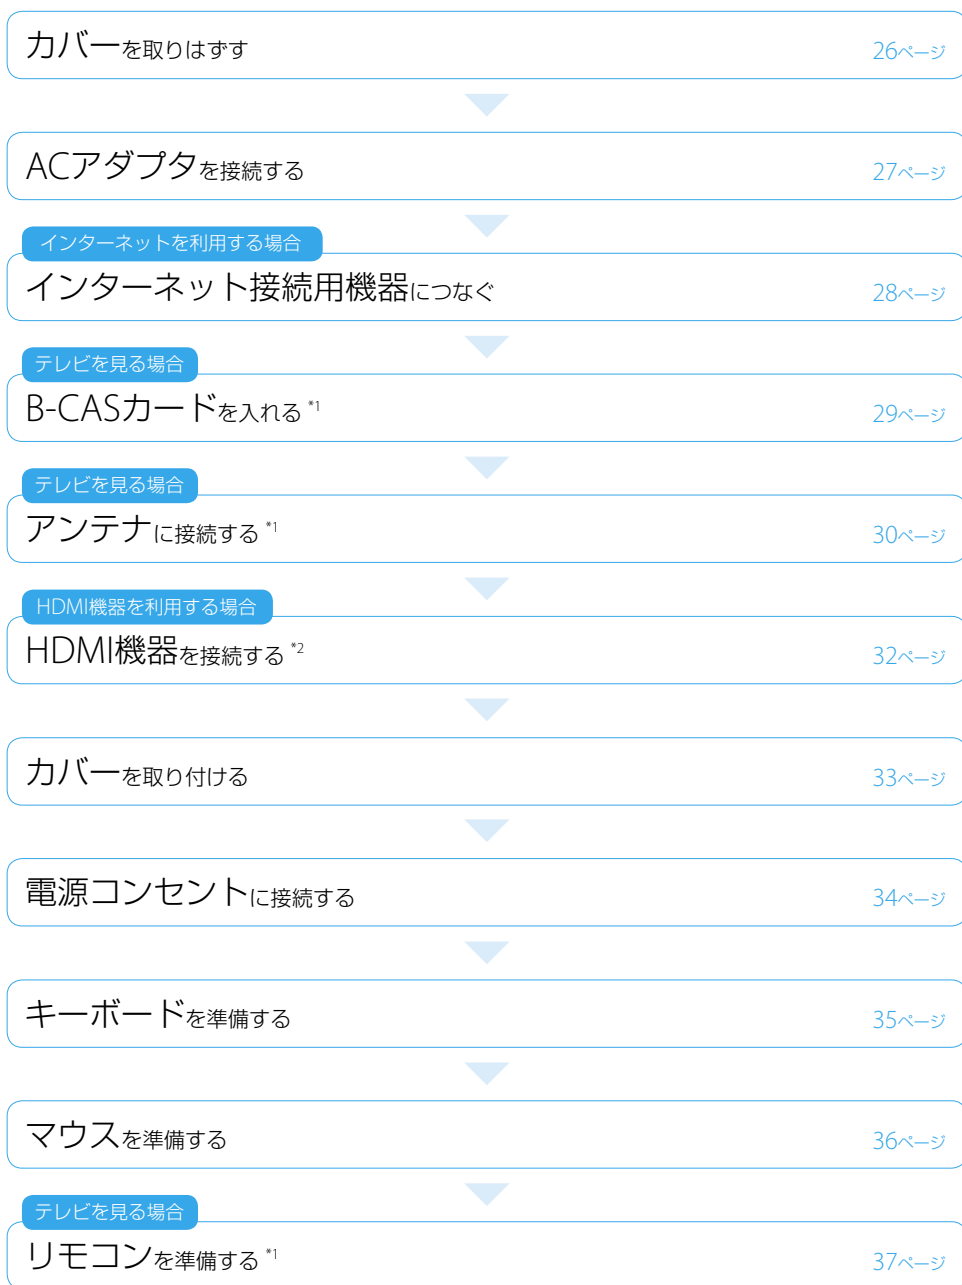 カバーを取りはずす 26ページ
ACアダプタを接続する 27ページ
インターネットを利用する場合
インターネット接続用機器につなぐ 28ページ
テレビを見る場合
B-CASカードを入れる *1 29ページ
テレビを見る場合
アンテナに接続する *1 30ページ
HDMI機器を利用する場合
HDMI機器を接続する *2 32ページ
カバーを取り付ける 33ページ
電源コンセントに接続する 34ページ
キーボードを準備する 35ページ
マウスを準備する 36ページ
テレビを見る場合
リモコンを準備する *1 37ページ